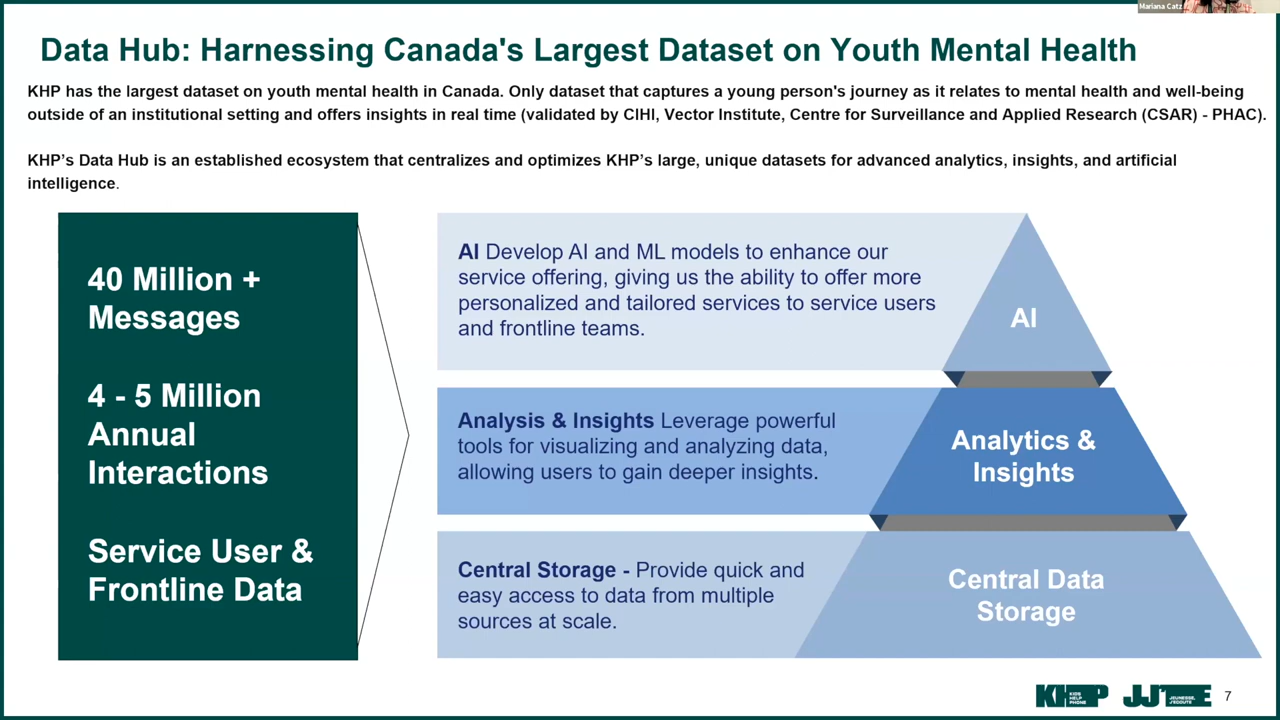 Mariana Catz
Data Hub: Harnessing Canada's Largest Dataset on Youth Mental Health
KHP has the largest dataset on youth mental health in Canada. Only dataset that captures a young person's journey as it relates to mental health and well-being
outside of an institutional setting and offers insights in real time (validated by CIHI, Vector Institute, Centre for Surveillance and Applied Research (CSAR) - PHAC).
KHP's Data Hub is an established ecosystem that centralizes and optimizes KHP's large, unique datasets for advanced analytics, insights, and artificial
intelligence.
40 Million +
Messages
4 - 5 Million
Annual
Interactions
Service User &
Frontline Data
AI Develop AI and ML models to enhance our
service offering, giving us the ability to offer more
personalized and tailored services to service users
and frontline teams.
AI
Analysis & Insights Leverage powerful
tools for visualizing and analyzing data,
allowing users to gain deeper insights.
Analytics &
Insights
Central Storage - Provide quick and
easy access to data from multiple
sources at scale.
Central Data
Storage
KHP
KIDS
HELP
PHONE
JJ'E
JEUNESSE,
J'ÉCOUTE
7